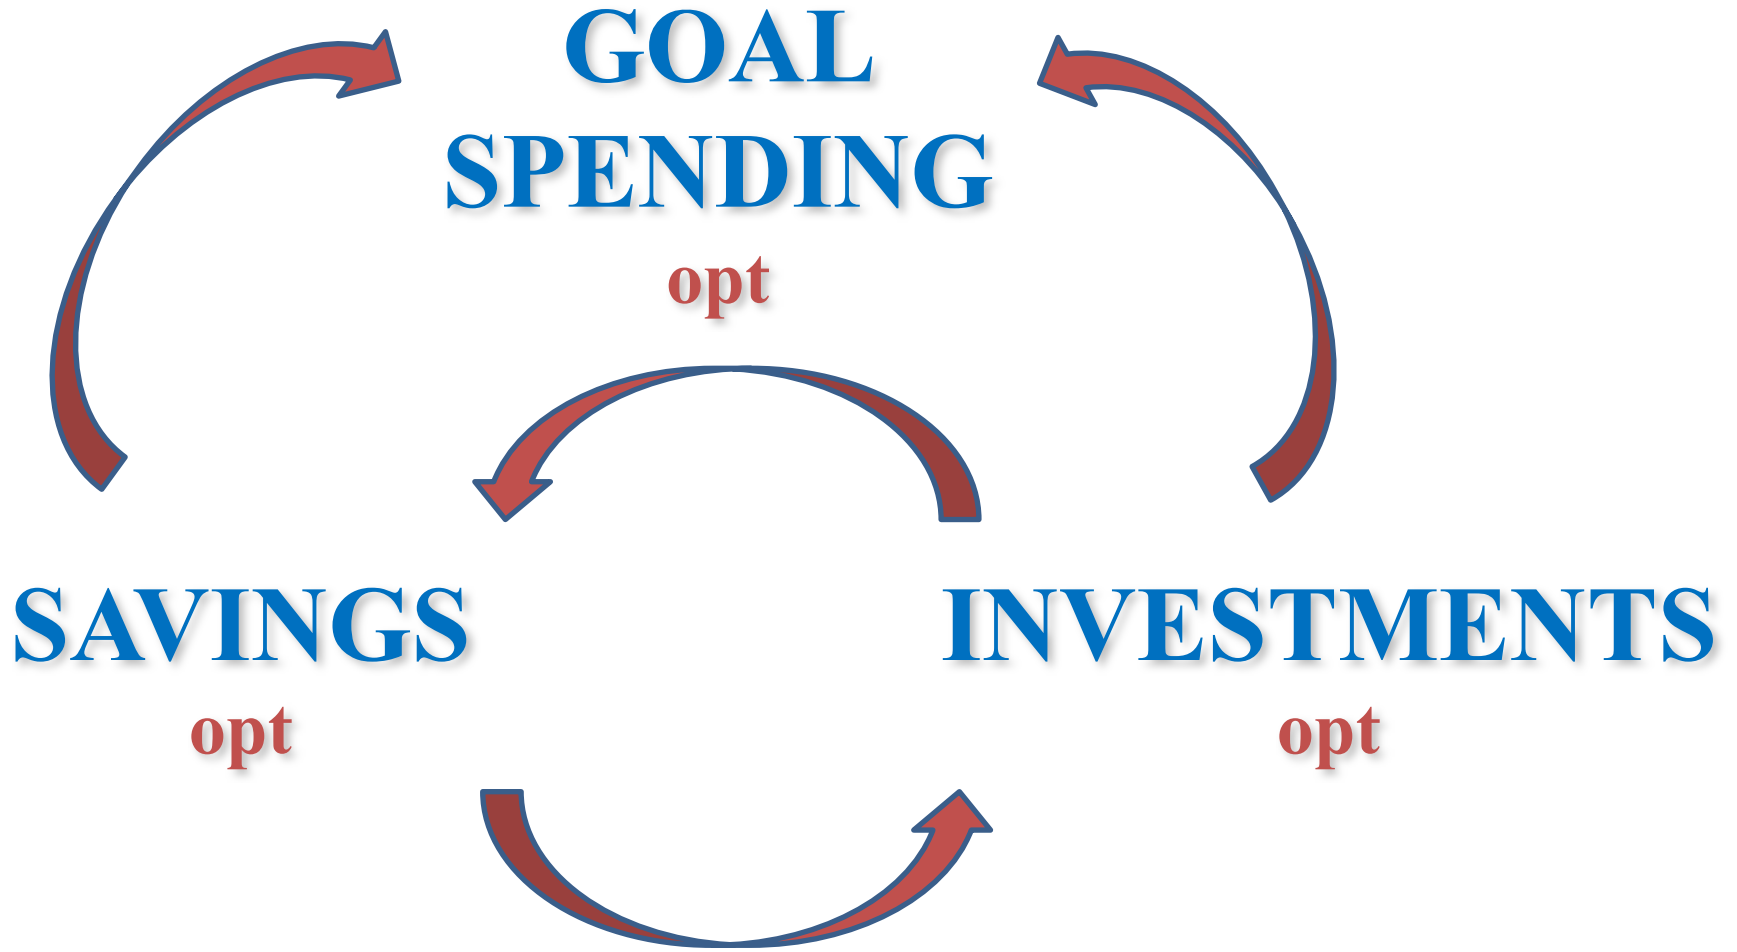 GOAL
SPENDING
opt
SAVINGS
opt
INVESTMENTS
opt